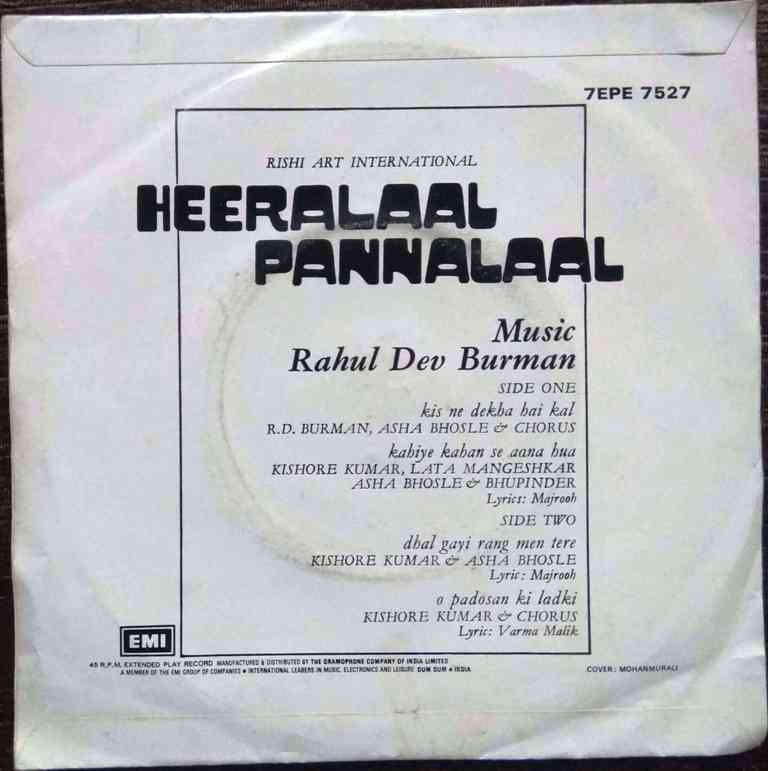 7EPE 7527
RISHI ART INTERNATIONAL
HEERALAAL
PANNALAAL
Music
Rahul Dev Burman
SIDE ONE
kis ne dekha hai kal
R.D. BURMAN, ASHA BHOSLE & CHORUS
kahiye kahan se aana hua
KISHORE KUMAR, LATA MANGESHKAR
ASHA BHOSLE & BHUPINDER
Lyrics: Majrooh
SIDE TWO
dhal gayi rang men tere
KISHORE KUMAR & ASHA BHOSLE
Lyric: Majrooh
o padosan ki ladki
KISHORE KUMAR & CHORUS
Lyric: Varma Malik
EMI
45 R.P.M. EXTENDED PLAY RECORD MANUFACTURED & DISTRIBUTED BY THE GRAMOPHONE COMPANY OF INDIA LIMITED
A MEMBER OF THE EMI GROUP OF COMPANIES • INTERNATIONAL LEADERS IN MUSIC, ELECTRONICS AND LEISURE DUM DUM • INDIA
COVER: MOHANMURALI